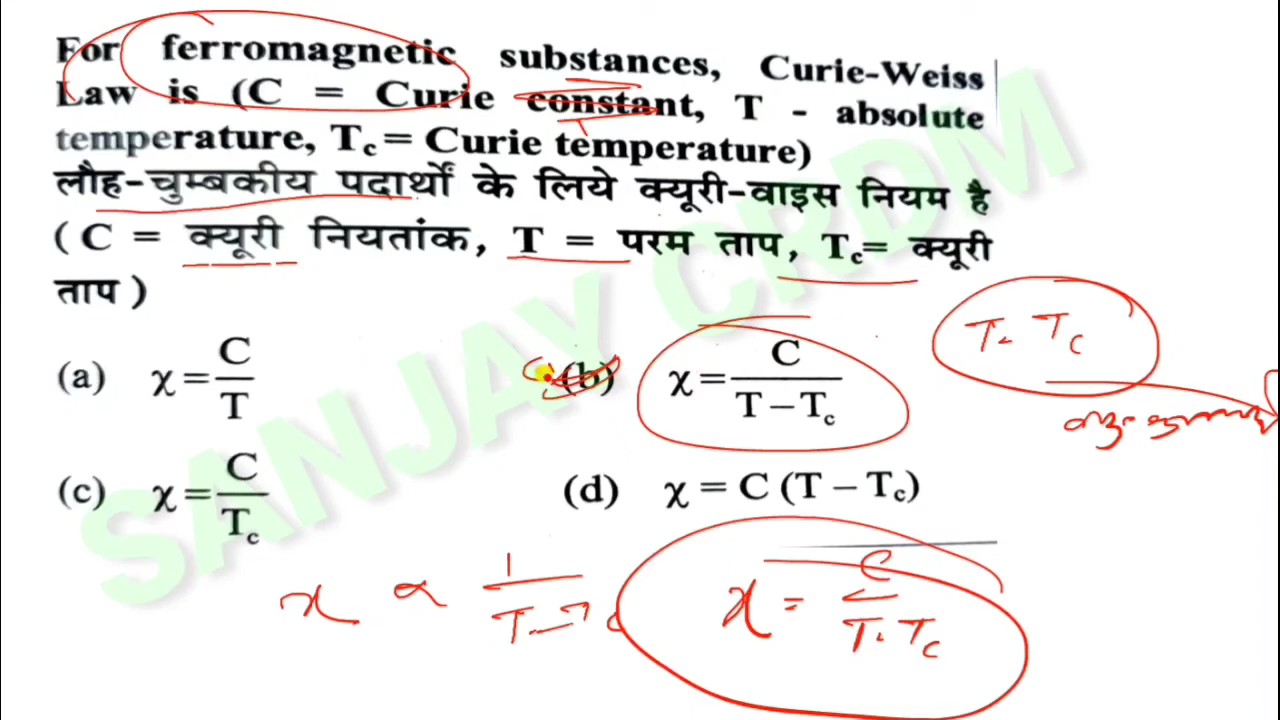 For ferromagnetic substances, Curie-Weiss
Law is (C = Curie constant, T - absolute
temperature, Tc = Curie temperature)
लौह-चुम्बकीय पदार्थों के लिये क्यूरी-वाइस नियम है
( C = क्यूरी नियतांक, T = परम ताप, Tc= क्यूरी
ताप )
T - Tc
(a) χ = C/T (b) χ = C/(T – Tc)
(c) χ = C/Tc (d) χ = C (T – Tc)
x ∝ 1/(T - Tc) χ = C/(T - Tc)
SANJAY CRDM